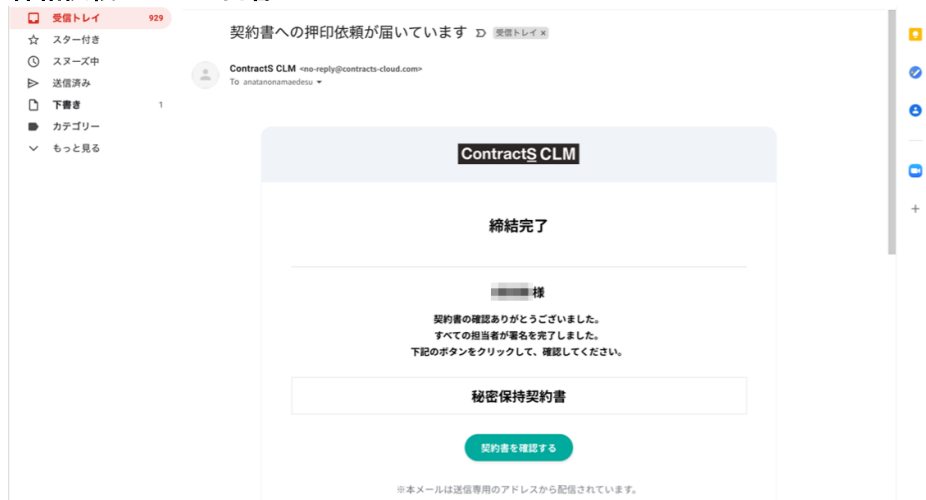 受信トレイ 929
スター付き
スヌーズ中
送信済み
下書き 1
カテゴリー
もっと見る
契約書への押印依頼が届いています 受信トレイ ×
ContractS CLM <no-reply@contracts-cloud.com>
To anatanonamaedesu
ContractS CLM
締結完了
様
契約書の確認ありがとうございました。
すべての担当者が署名を完了しました。
下記のボタンをクリックして、確認してください。
秘密保持契約書
契約書を確認する
※本メールは送信専用のアドレスから配信されています。